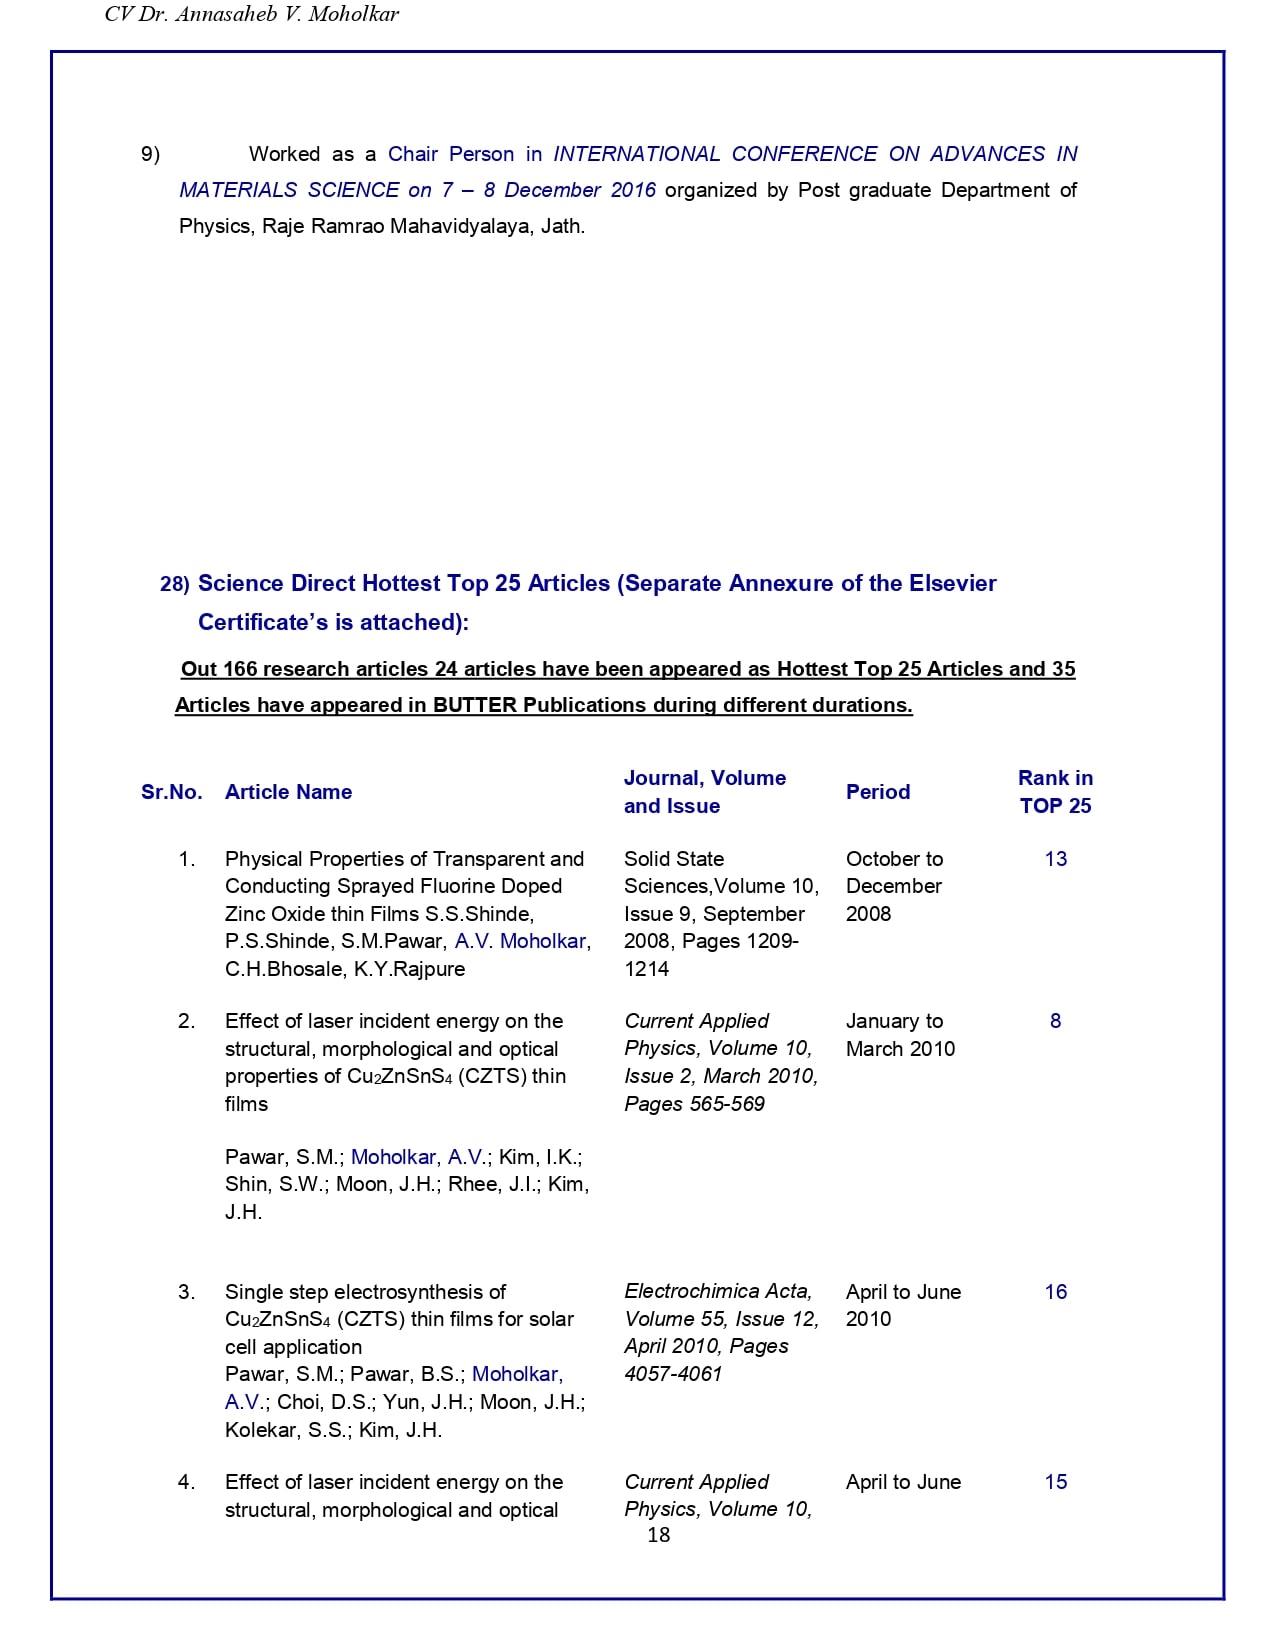 CV Dr. Annasaheb V. Moholkar
9) Worked as a Chair Person in INTERNATIONAL CONFERENCE ON ADVANCES IN
MATERIALS SCIENCE on 7 – 8 December 2016 organized by Post graduate Department of
Physics, Raje Ramrao Mahavidyalaya, Jath.
28) Science Direct Hottest Top 25 Articles (Separate Annexure of the Elsevier
Certificate’s is attached):
Out 166 research articles 24 articles have been appeared as Hottest Top 25 Articles and 35
Articles have appeared in BUTTER Publications during different durations.
Sr.No. Article Name
Journal, Volume
and Issue
Period
Rank in
TOP 25
1.
Physical Properties of Transparent and
Conducting Sprayed Fluorine Doped
Zinc Oxide thin Films S.S.Shinde,
P.S.Shinde, S.M.Pawar, A.V. Moholkar,
C.H.Bhosale, K.Y.Rajpure
Solid State
Sciences,Volume 10,
Issue 9, September
2008, Pages 1209-
1214
October to
December
2008
13
2.
Effect of laser incident energy on the
structural, morphological and optical
properties of Cu₂ZnSnS₄ (CZTS) thin
films
Pawar, S.M.; Moholkar, A.V.; Kim, I.K.;
Shin, S.W.; Moon, J.H.; Rhee, J.I.; Kim,
J.H.
Current Applied
Physics, Volume 10,
Issue 2, March 2010,
Pages 565-569
January to
March 2010
8
3.
Single step electrosynthesis of
Cu₂ZnSnS₄ (CZTS) thin films for solar
cell application
Pawar, S.M.; Pawar, B.S.; Moholkar,
A.V.; Choi, D.S.; Yun, J.H.; Moon, J.H.;
Kolekar, S.S.; Kim, J.H.
Electrochimica Acta,
Volume 55, Issue 12,
April 2010, Pages
4057-4061
April to June
2010
16
4.
Effect of laser incident energy on the
structural, morphological and optical
Current Applied
Physics, Volume 10,
April to June
15
18